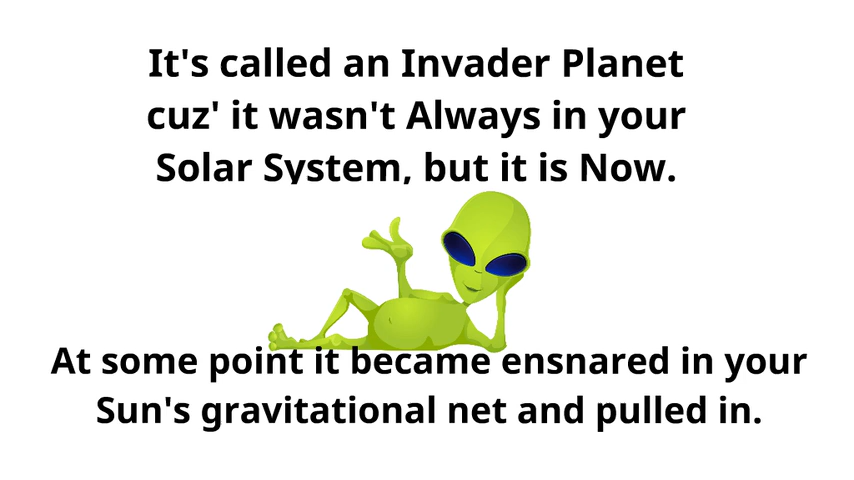 It's called an Invader Planet
cuz' it wasn't Always in your
Solar System, but it is Now.
At some point it became ensnared in your
Sun's gravitational net and pulled in.